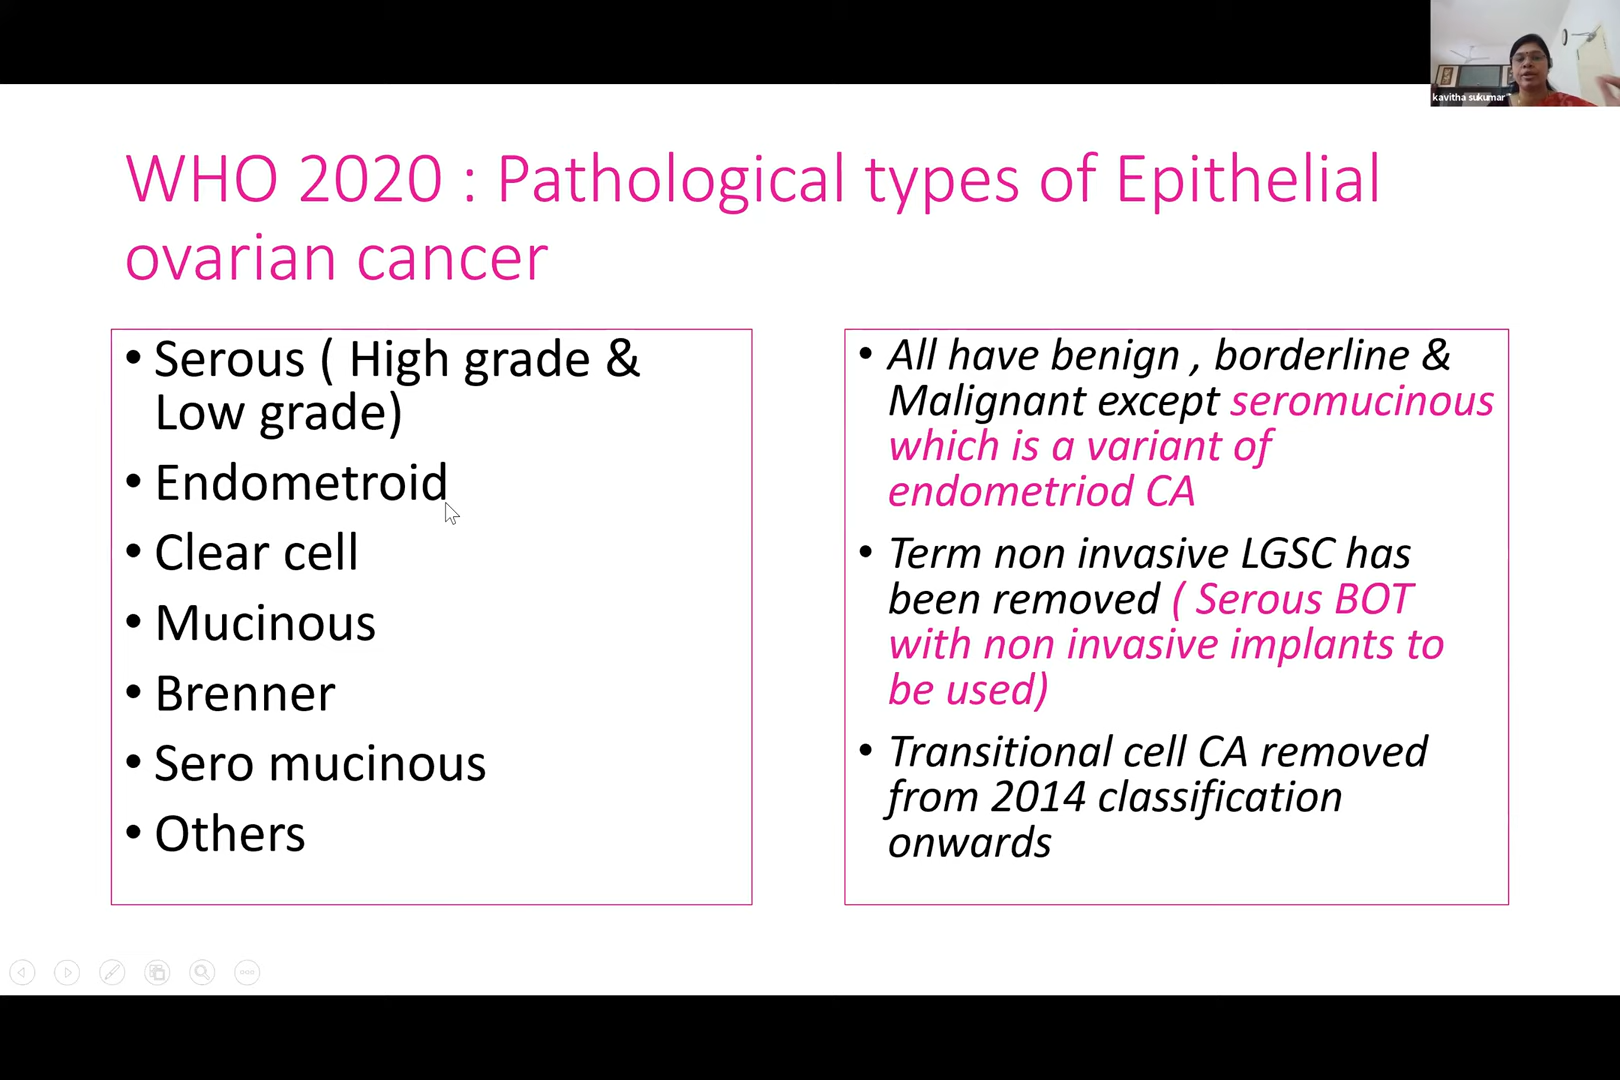 kavitha sukumar
WHO 2020 : Pathological types of Epithelial
ovarian cancer
• Serous ( High grade &
Low grade)
• Endometroid
• Clear cell
• Mucinous
• Brenner
• Sero mucinous
• Others
• All have benign , borderline &
Malignant except seromucinous
which is a variant of
endometriod CA
• Term non invasive LGSC has
been removed ( Serous BOT
with non invasive implants to
be used)
• Transitional cell CA removed
from 2014 classification
onwards